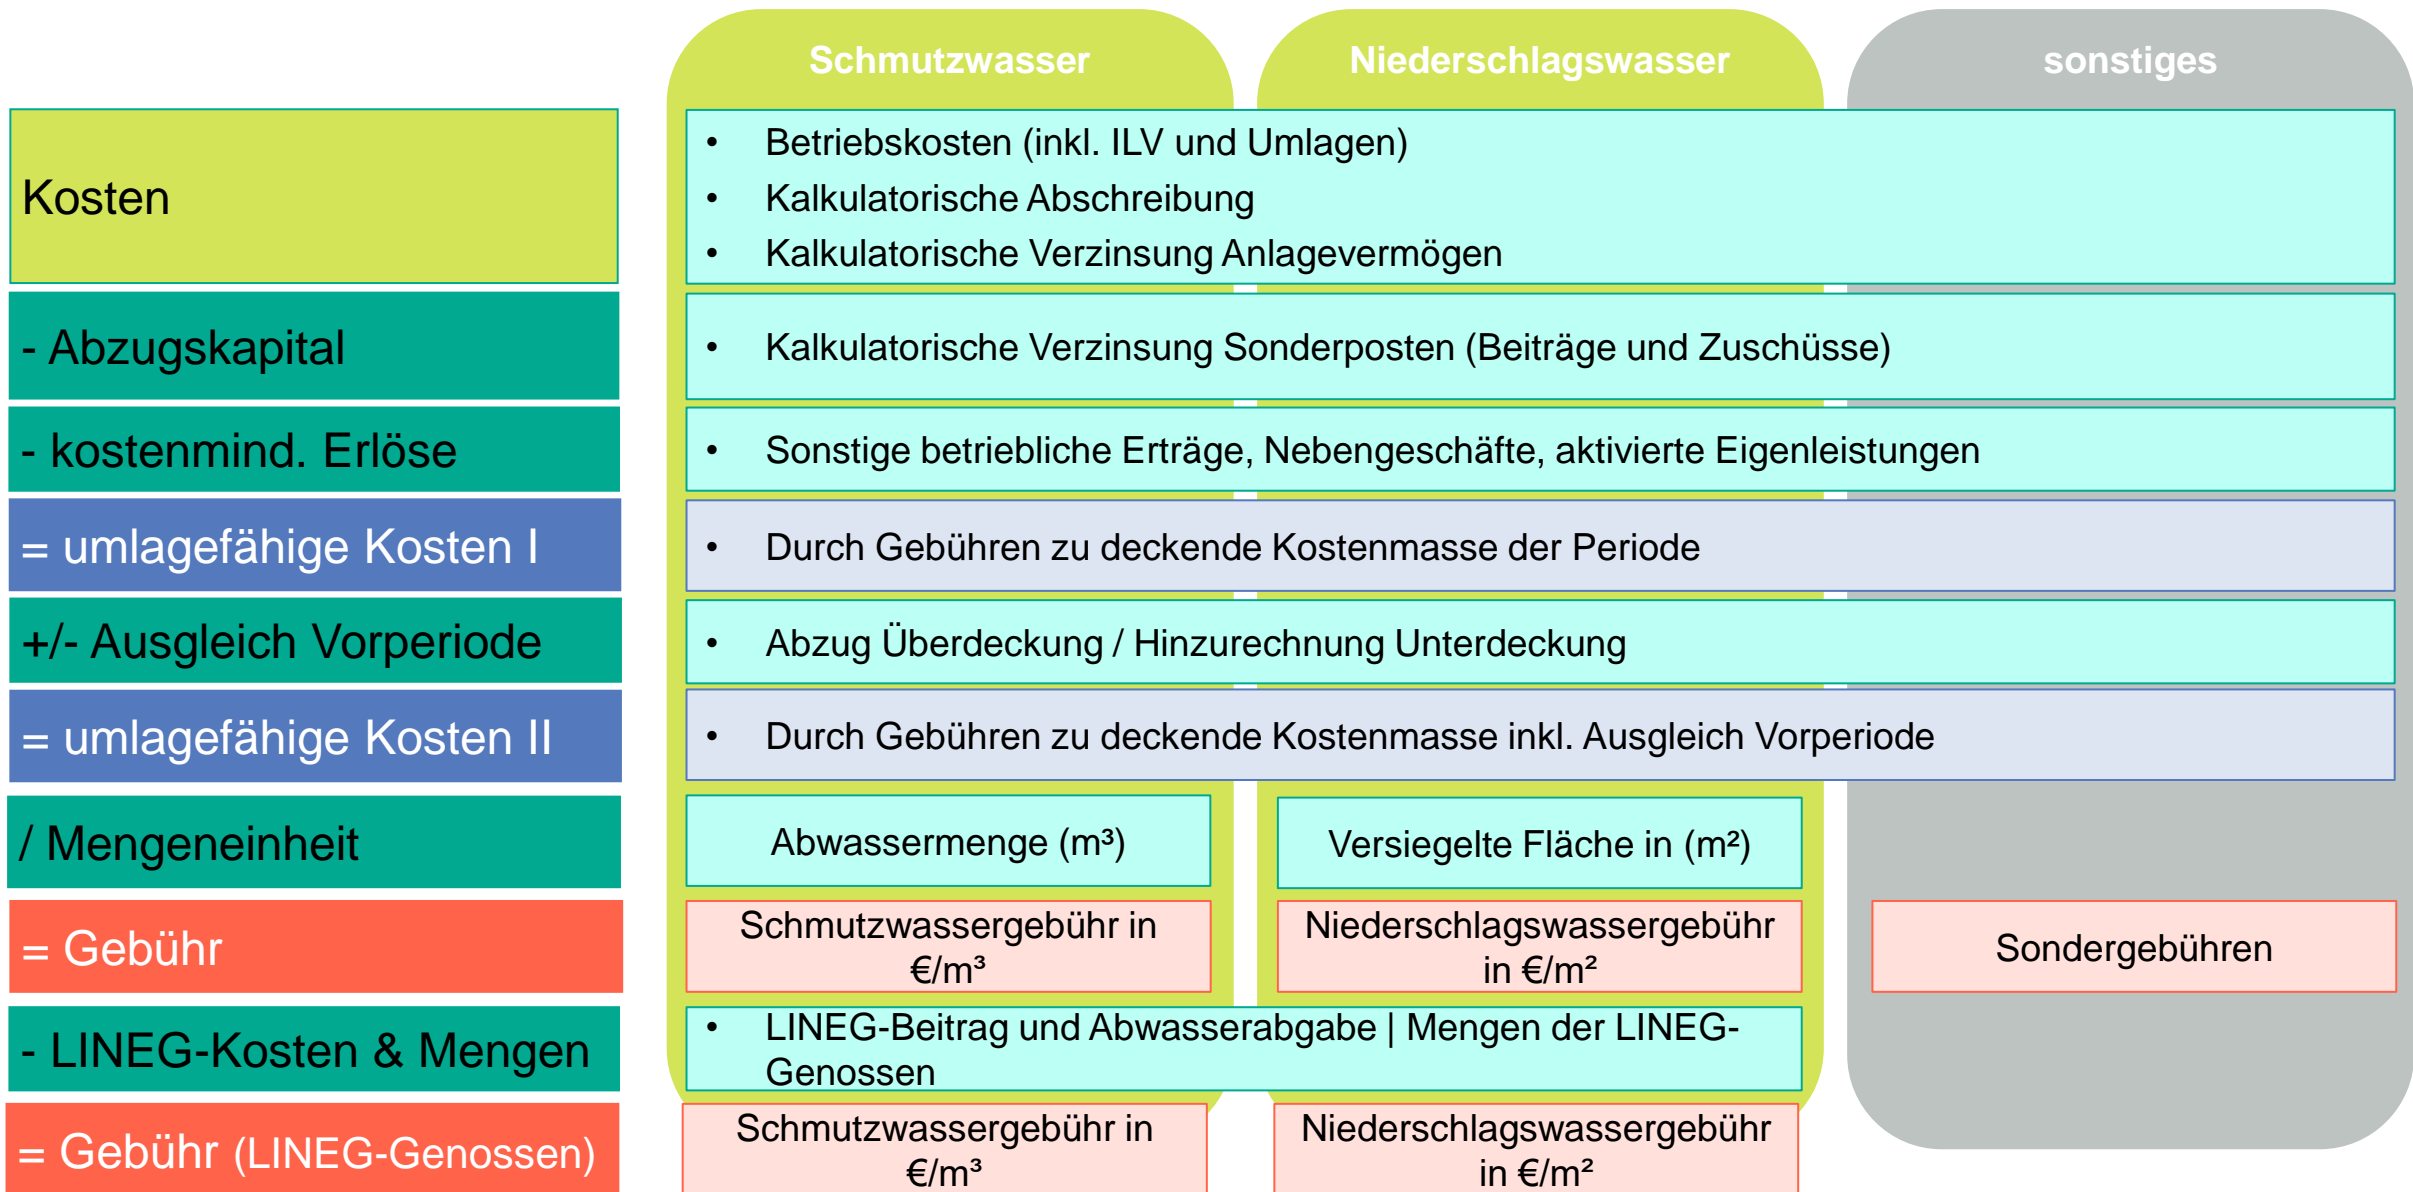 Schmutzwasser
Niederschlagswasser
sonstiges
Kosten
• Betriebskosten (inkl. ILV und Umlagen)
• Kalkulatorische Abschreibung
• Kalkulatorische Verzinsung Anlagevermögen
- Abzugskapital
• Kalkulatorische Verzinsung Sonderposten (Beiträge und Zuschüsse)
- kostenmind. Erlöse
• Sonstige betriebliche Erträge, Nebengeschäfte, aktivierte Eigenleistungen
= umlagefähige Kosten I
• Durch Gebühren zu deckende Kostenmasse der Periode
+/- Ausgleich Vorperiode
• Abzug Überdeckung / Hinzurechnung Unterdeckung
= umlagefähige Kosten II
• Durch Gebühren zu deckende Kostenmasse inkl. Ausgleich Vorperiode
/ Mengeneinheit
Abwassermenge (m³)
Versiegelte Fläche in (m²)
= Gebühr
Schmutzwassergebühr in
€/m³
Niederschlagswassergebühr
in €/m²
Sondergebühren
- LINEG-Kosten & Mengen
• LINEG-Beitrag und Abwasserabgabe | Mengen der LINEG-
Genossen
= Gebühr (LINEG-Genossen)
Schmutzwassergebühr in
€/m³
Niederschlagswassergebühr
in €/m²